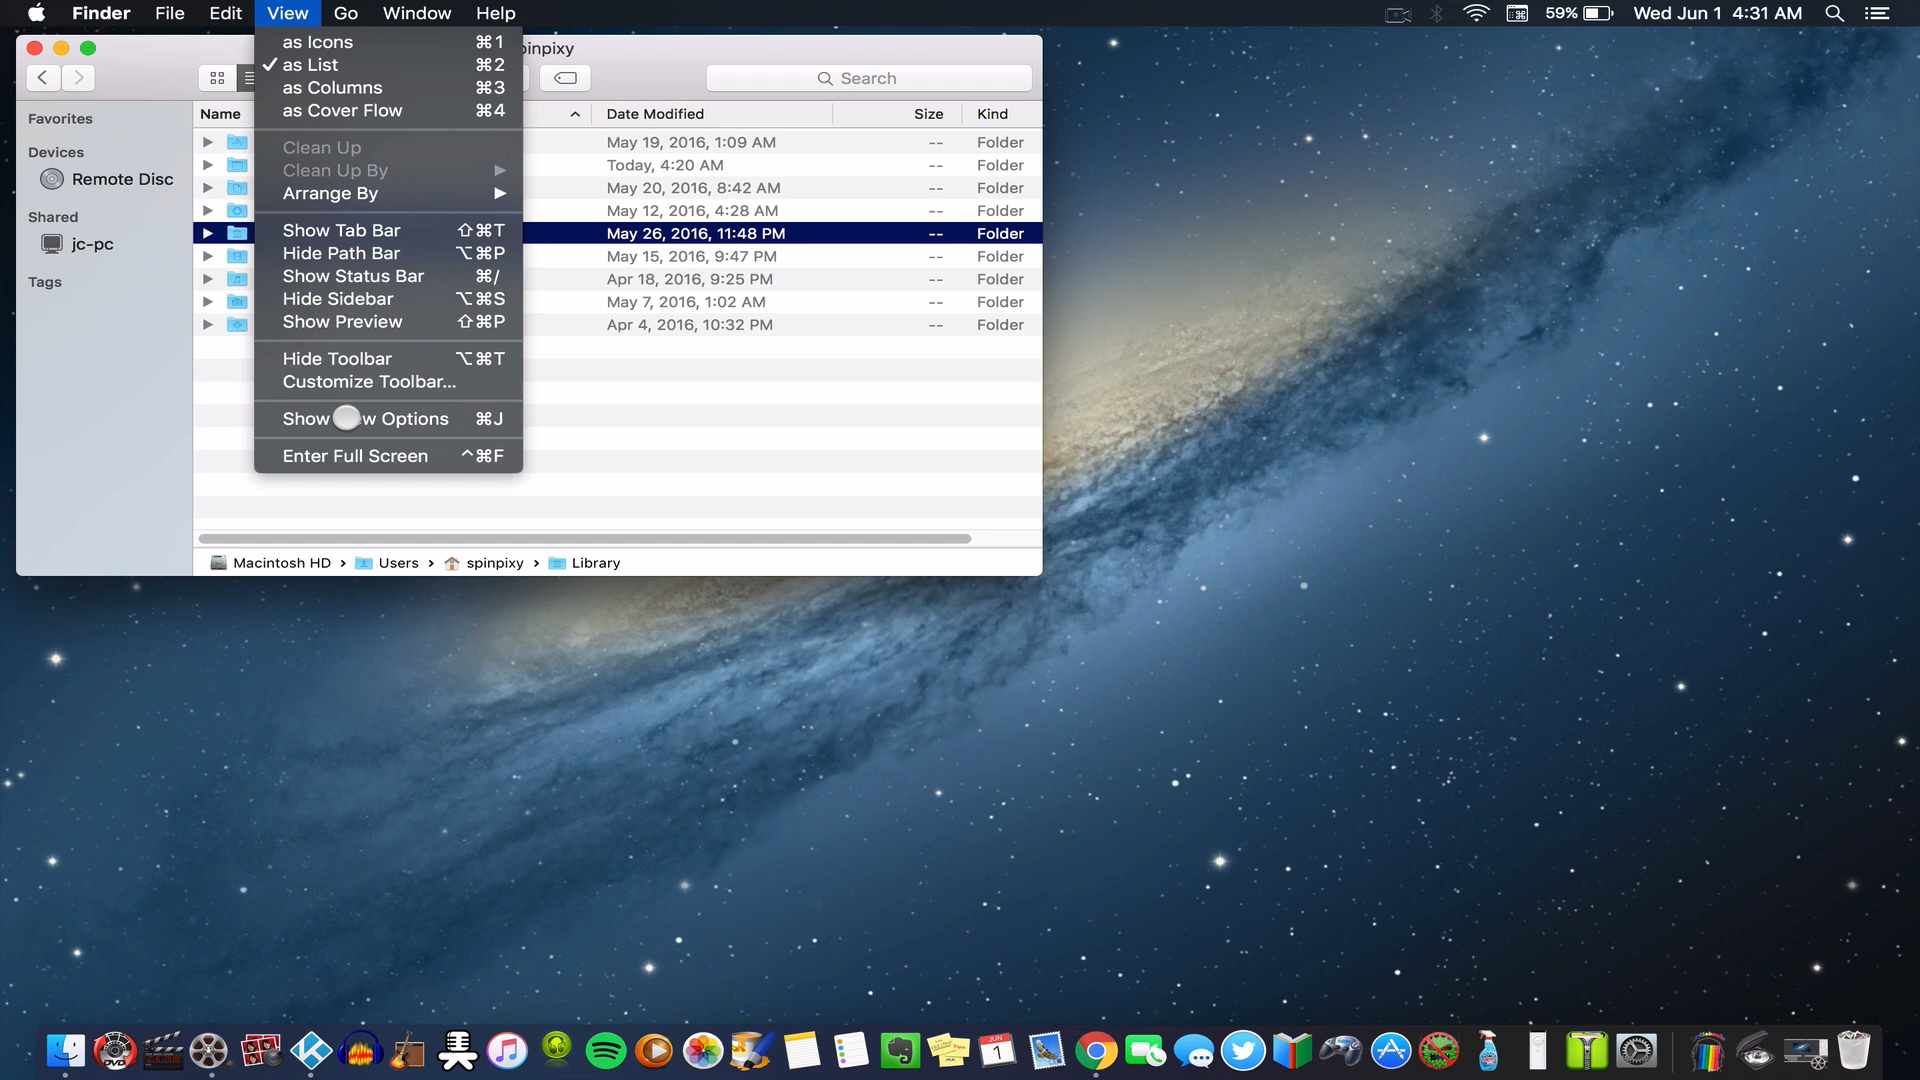 Finder File Edit View Go Window Help 59% Wed Jun 1 4:31 AM
as Icons ⌘1
✓ as List ⌘2
as Columns ⌘3
as Cover Flow ⌘4
Clean Up
Clean Up By ▶
Arrange By ▶
Show Tab Bar ⇧⌘T
Hide Path Bar ⌥⌘P
Show Status Bar ⌘/
Hide Sidebar ⌥⌘S
Show Preview ⇧⌘P
Hide Toolbar ⌥⌘T
Customize Toolbar...
Show Options ⌘J
Enter Full Screen ^⌘F
Search
Favorites
Devices
Remote Disc
Shared
jc-pc
Tags
Name Date Modified Size Kind
May 19, 2016, 1:09 AM -- Folder
Today, 4:20 AM -- Folder
May 20, 2016, 8:42 AM -- Folder
May 12, 2016, 4:28 AM -- Folder
May 26, 2016, 11:48 PM -- Folder
May 15, 2016, 9:47 PM -- Folder
Apr 18, 2016, 9:25 PM -- Folder
May 7, 2016, 1:02 AM -- Folder
Apr 4, 2016, 10:32 PM -- Folder
Macintosh HD › Users › spinpixy › Library
DVD
JUN
1